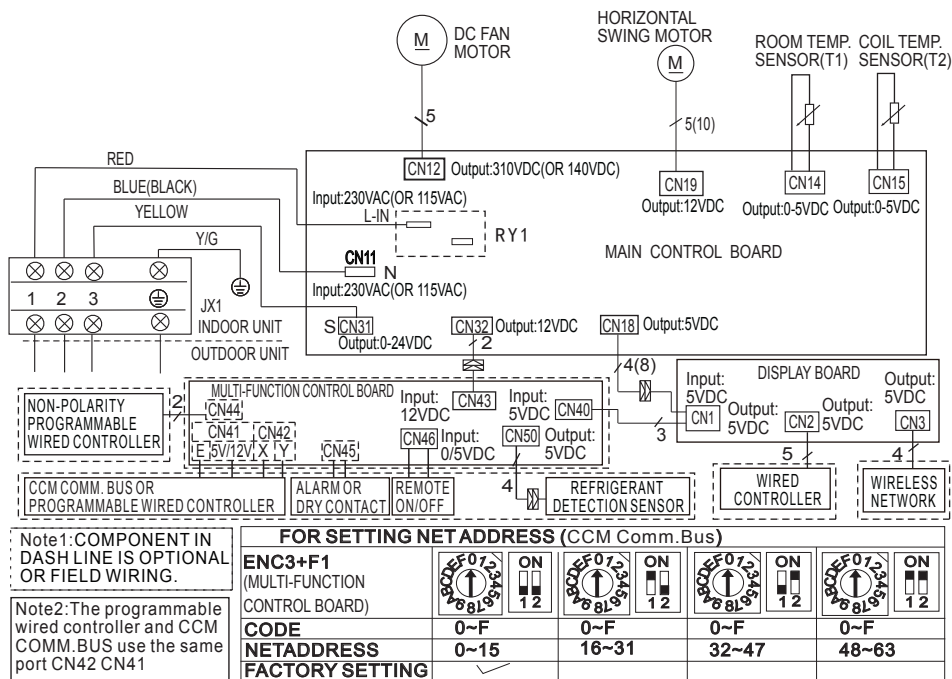 M
DC FAN
MOTOR
HORIZONTAL
SWING MOTOR
M
ROOM TEMP.
SENSOR(T1)
COIL TEMP.
SENSOR(T2)
5
5(10)
RED
BLUE(BLACK)
YELLOW
Y/G
CN12 Output:310VDC(OR 140VDC)
CN19
Output:12VDC
CN14
Output:0-5VDC
CN15
Output:0-5VDC
Input:230VAC(OR 115VAC)
L-IN
RY1
MAIN CONTROL BOARD
CN11
N
Input:230VAC(OR 115VAC)
1 2 3
JX1
INDOOR UNIT
OUTDOOR UNIT
S CN31
Output:0-24VDC
CN32 Output:12VDC
2
CN18 Output:5VDC
4(8)
NON-POLARITY
PROGRAMMABLE
WIRED CONTROLLER
2
MULTI-FUNCTION CONTROL BOARD
CN44
CN41 CN42
E 5V/12V X Y
CN45
Input:
12VDC
CN43
CN46 Input:
0/5VDC
Input:
5VDC
CN40
CN50 Output:
5VDC
3
4
DISPLAY BOARD
Input:
5VDC
CN1
Output:
5VDC
CN2
Output:
5VDC
Output:
5VDC
CN3
5
4
CCM COMM. BUS OR
PROGRAMMABLE WIRED CONTROLLER
ALARM OR
DRY CONTACT
REMOTE
ON/OFF
REFRIGERANT
DETECTION SENSOR
WIRED
CONTROLLER
WIRELESS
NETWORK
Note1:COMPONENT IN
DASH LINE IS OPTIONAL
OR FIELD WIRING.
Note2:The programmable
wired controller and CCM
COMM.BUS use the same
port CN42 CN41
FOR SETTING NET ADDRESS (CCM Comm.Bus)
ENC3+F1
(MULTI-FUNCTION
CONTROL BOARD)
0123456789ABCDEF
ON
1 2
0123456789ABCDEF
ON
1 2
0123456789ABCDEF
ON
1 2
0123456789ABCDEF
ON
1 2
CODE 0~F 0~F 0~F 0~F
NETADDRESS 0~15 16~31 32~47 48~63
FACTORY SETTING ✓